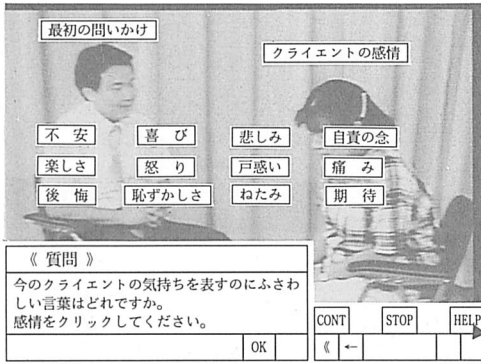 最初の問いかけ
クライエントの感情
不安 喜び 悲しみ 自責の念
楽しさ 怒り 戸惑い 痛み
後悔 恥ずかしさ ねたみ 期待
《 質問 》
今のクライエントの気持ちを表すのにふさわ
しい言葉はどれですか。
感情をクリックしてください。
OK
CONT STOP HELP
《 ←